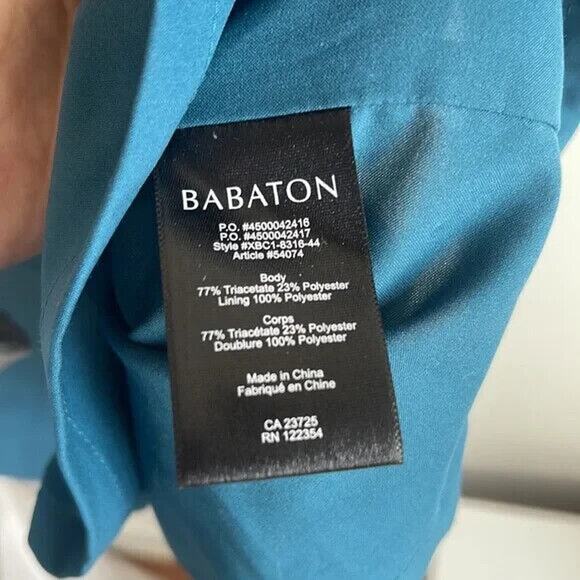 BABATON
P.O. #4500042416
P.O. #4500042417
Style #XBC1-8316-44
Article #54074
Body
77% Triacetate 23% Polyester
Lining 100% Polyester
Corps
77% Triacétate 23% Polyester
Doublure 100% Polyester
Made in China
Fabriqué en Chine
CA 23725
RN 122354